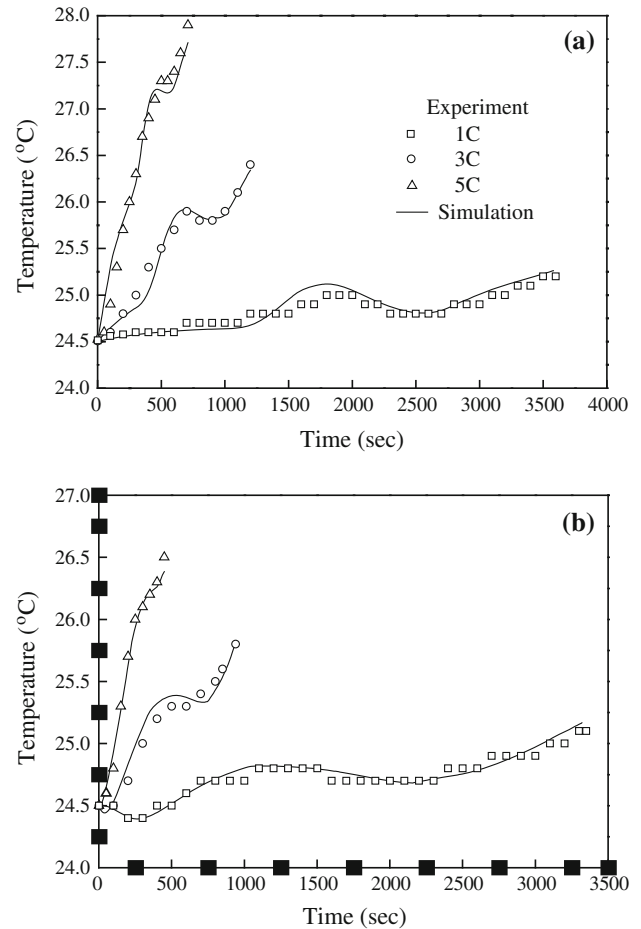 28.0
(a)
27.5
Experiment
27.0
1C
26.5
3C
26.0
5C
Simulation
25.5
25.0
24.5
24.0
Temperature (°C)
0 500 1000 1500 2000 2500 3000 3500 4000
Time (sec)
27.0
(b)
26.5
26.0
25.5
25.0
24.5
24.0
Temperature (°C)
0 500 1000 1500 2000 2500 3000 3500
Time (sec)